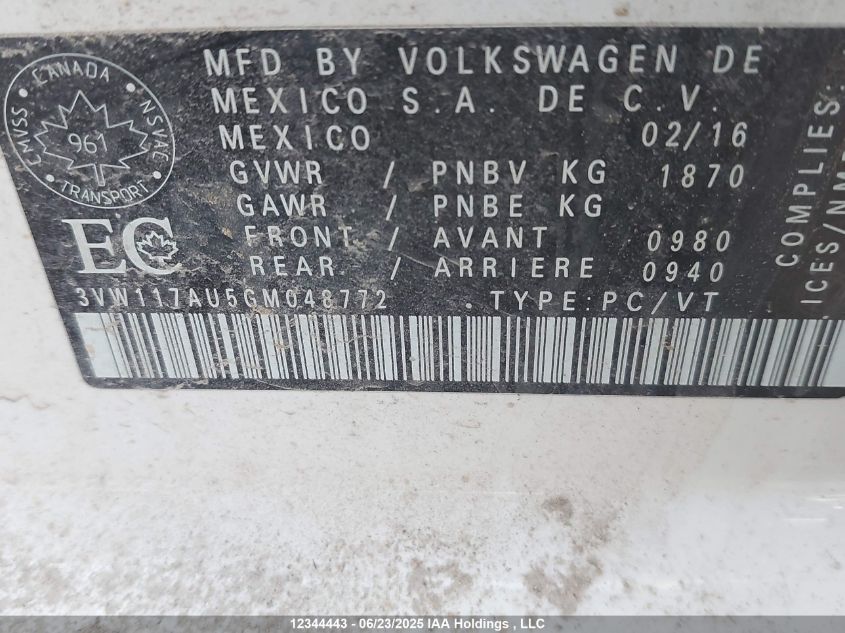 CANADA
CMVSS
NSVAC
961
TRANSPORT
EC
MFD BY VOLKSWAGEN DE
MEXICO S.A. DE C.V.
MEXICO 02/16
GVWR / PNBV KG 1870
GAWR / PNBE KG
FRONT / AVANT 0980
REAR / ARRIERE 0940
3VW117AU5GM048772 TYPE:PC/VT
COMPLIES:
12344443 - 06/23/2025 IAA Holdings , LLC